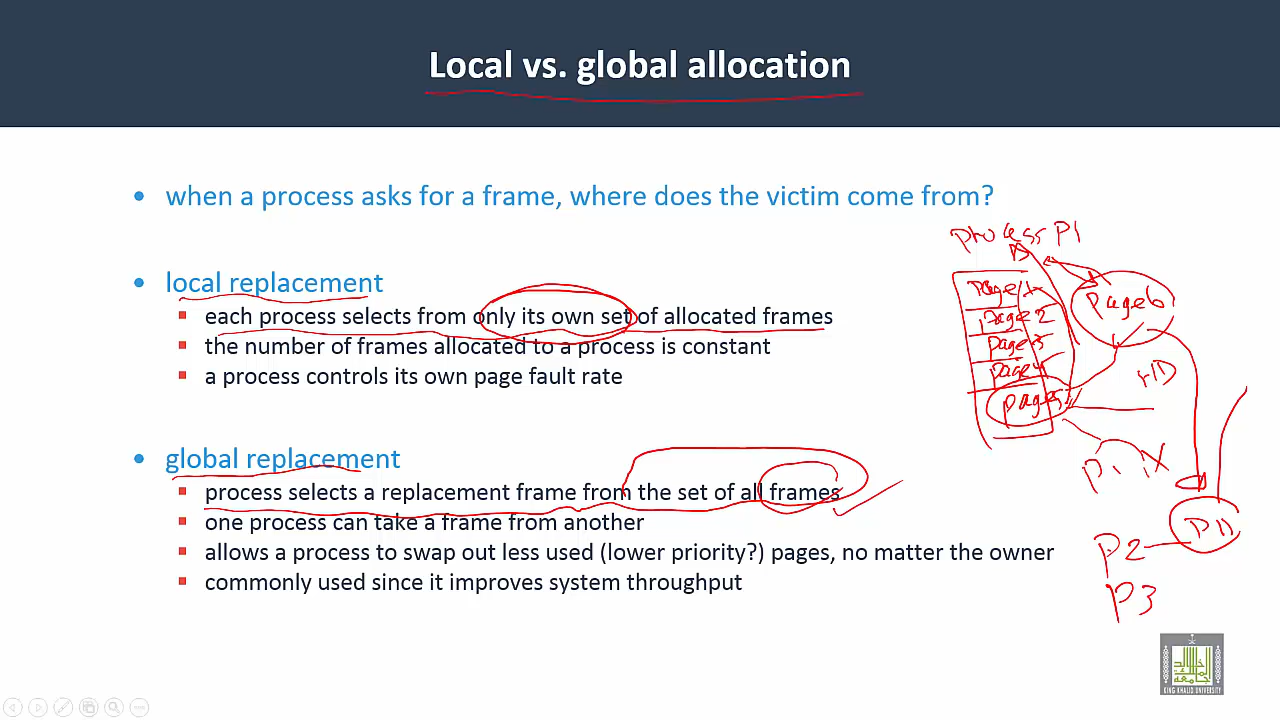 Local vs. global allocation
• when a process asks for a frame, where does the victim come from?
• local replacement
▪ each process selects from only its own set of allocated frames
▪ the number of frames allocated to a process is constant
▪ a process controls its own page fault rate
• global replacement
▪ process selects a replacement frame from the set of all frames
▪ one process can take a frame from another
▪ allows a process to swap out less used (lower priority?) pages, no matter the owner
▪ commonly used since it improves system throughput
process P1
page 1
page 2
page 3
page 4
page 5
page 6
P1
P11
P2
P3
KING KHALID UNIVERSITY